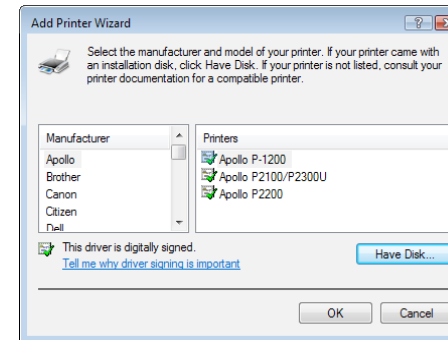 Add Printer Wizard
Select the manufacturer and model of your printer. If your printer came with
an installation disk, click Have Disk. If your printer is not listed, consult your
printer documentation for a compatible printer.
Manufacturer
Printers
Apollo
Brother
Canon
Citizen
Dell
Apollo P-1200
Apollo P2100/P2300U
Apollo P2200
This driver is digitally signed.
Tell me why driver signing is important
Have Disk...
OK
Cancel